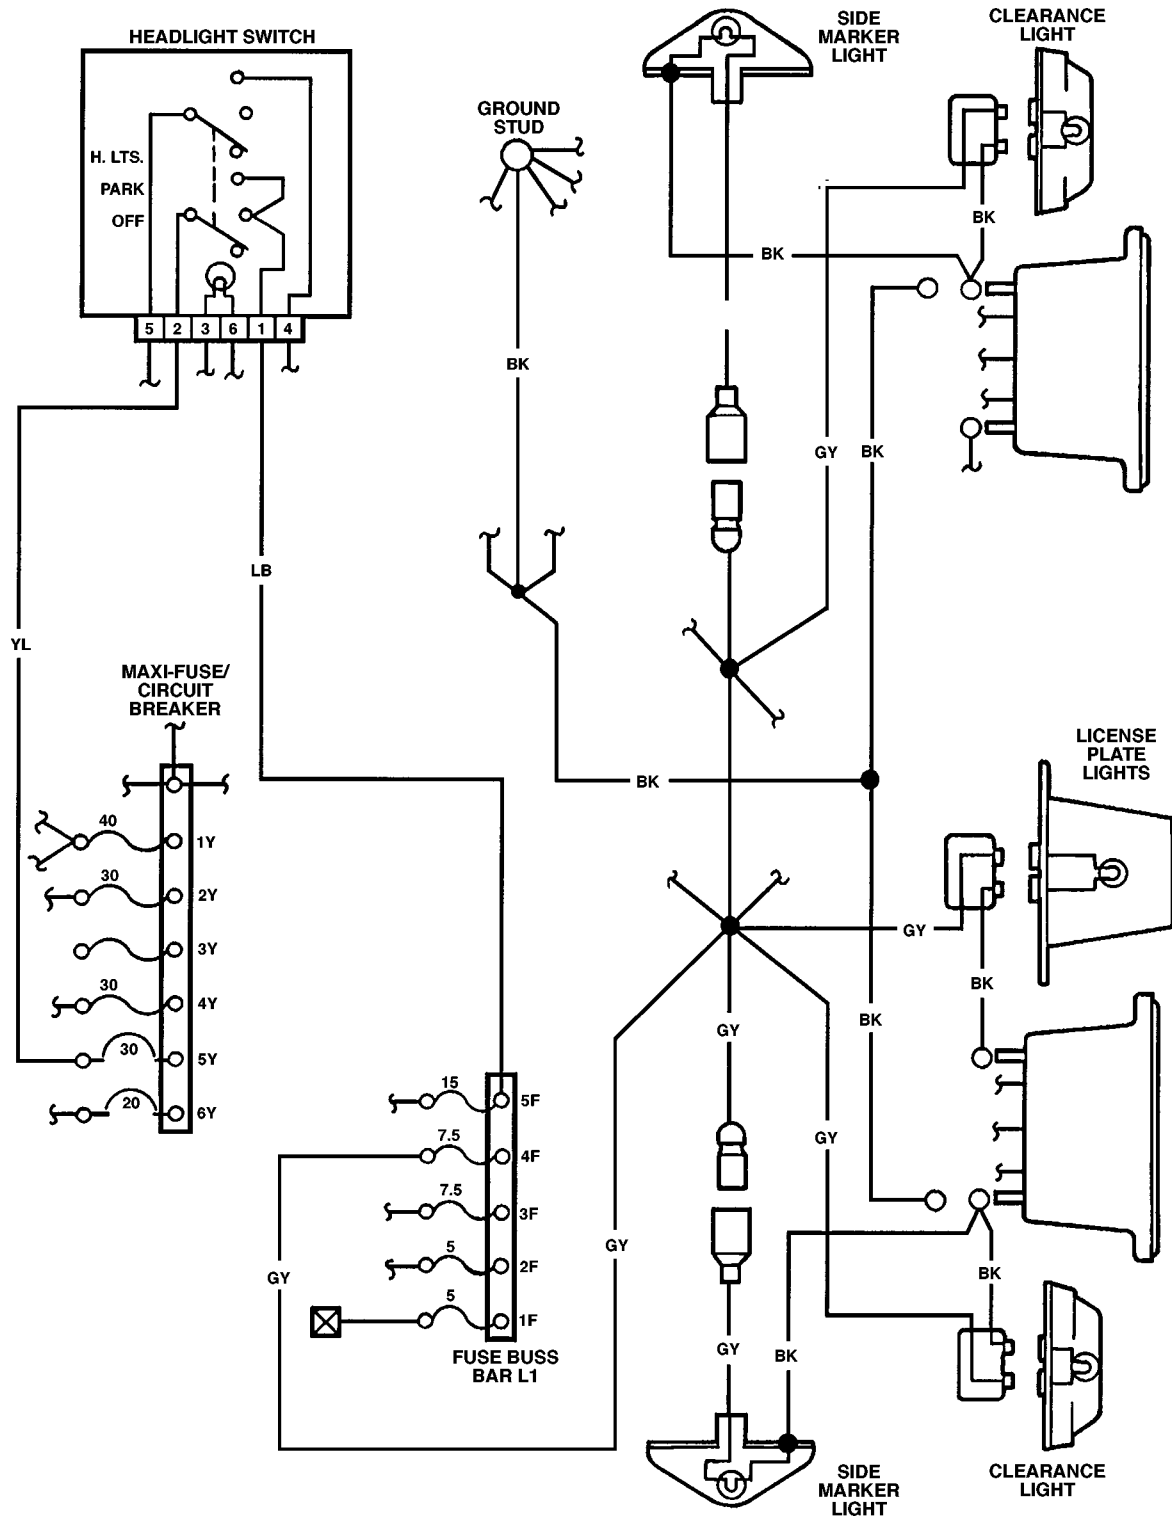 HEADLIGHT SWITCH
H. LTS.
PARK
OFF
5 2 3 6 1 4
GROUND
STUD
SIDE
MARKER
LIGHT
CLEARANCE
LIGHT
BK
BK
BK
GY
BK
LB
YL
MAXI-FUSE/
CIRCUIT
BREAKER
40
1Y
30
2Y
3Y
30
4Y
30
5Y
20
6Y
BK
LICENSE
PLATE
LIGHTS
GY
BK
GY
BK
15
5F
7.5
4F
7.5
3F
5
2F
5
1F
FUSE BUSS
BAR L1
GY
GY
GY
GY
BK
BK
SIDE
MARKER
LIGHT
CLEARANCE
LIGHT